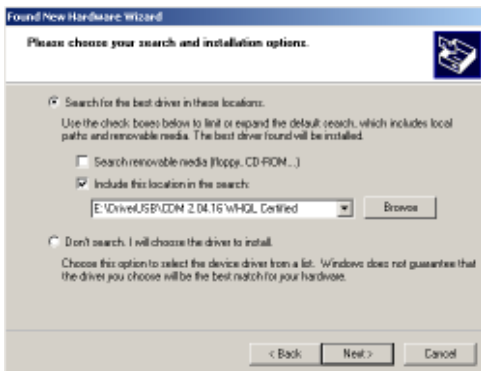 Found New Hardware Wizard
Please choose your search and installation options.
Search for the best driver in these locations.
Use the check boxes below to limit or expand the default search, which includes local
paths and removable media. The best driver found will be installed.
Search removable media (floppy, CD-ROM...)
Include this location in the search:
E:\DriverUSB\CDM 2.04.16 WHQL Certified
Browse
Don't search. I will choose the driver to install.
Choose this option to select the device driver from a list. Windows does not guarantee that
the driver you choose will be the best match for your hardware.
< Back
Next >
Cancel